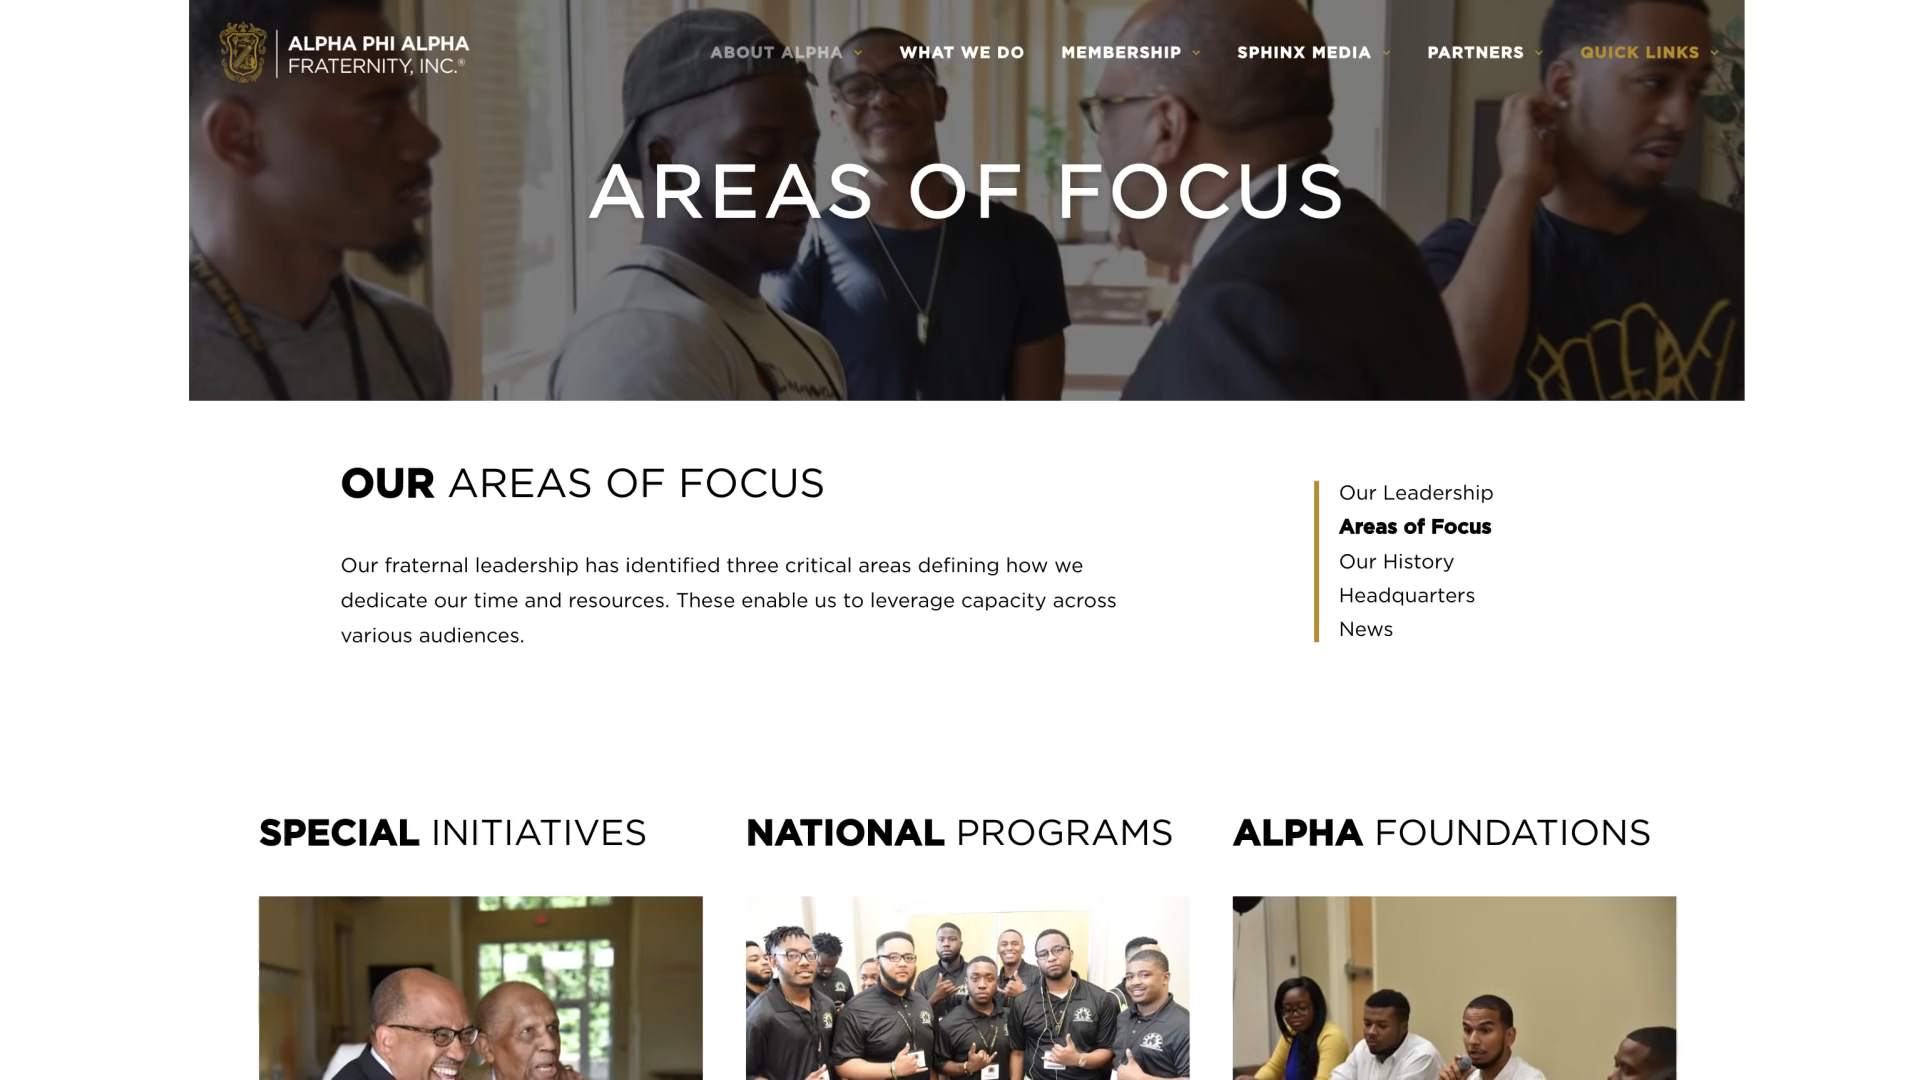 ALPHA PHI ALPHA
FRATERNITY, INC.®
ABOUT ALPHA
WHAT WE DO
MEMBERSHIP
SPHINX MEDIA
PARTNERS
QUICK LINKS
AREAS OF FOCUS
OUR AREAS OF FOCUS
Our fraternal leadership has identified three critical areas defining how we
dedicate our time and resources. These enable us to leverage capacity across
various audiences.
Our Leadership
Areas of Focus
Our History
Headquarters
News
SPECIAL INITIATIVES
NATIONAL PROGRAMS
ALPHA FOUNDATIONS